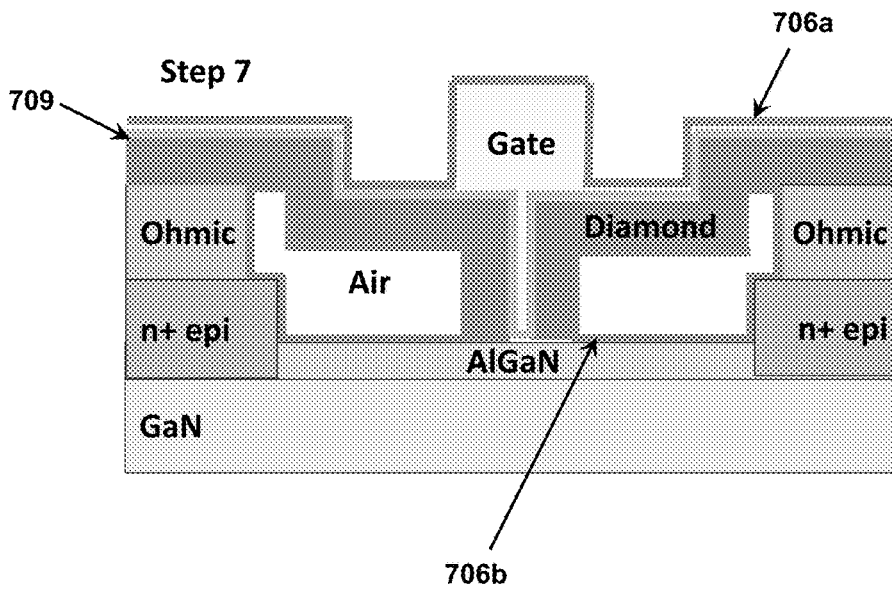 706a
Step 7
709
Gate
Ohmic
Diamond
Ohmic
Air
n+ epi
n+ epi
AlGaN
GaN
706b